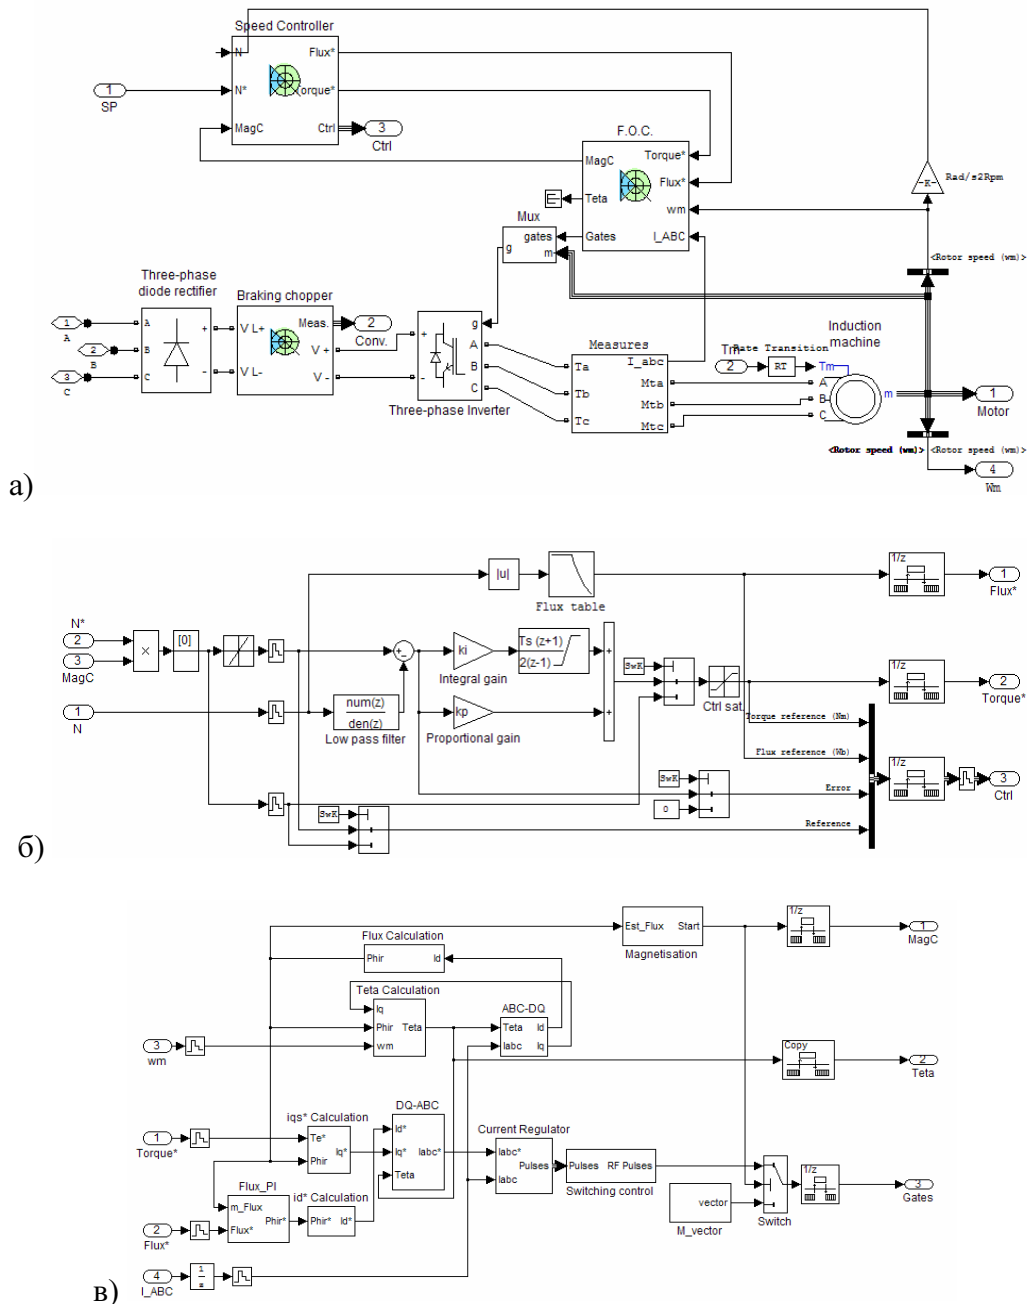 Speed Controller
N
Flux*
1
SP
N*
Torque*
MagC
Ctrl
3
Ctrl
F.O.C.
MagC
Torque*
Flux*
Teta
wm
Gates
I_ABC
-K-
Rad/s2Rpm
Mux
gates
g
m
<Rotor speed (wm)>
Three-phase
diode rectifier
Braking chopper
1
A
2
B
3
C
A
B
C
+
-
V L+
V L-
Meas.
V +
V -
2
Conv.
g
+
-
A
B
C
Three-phase Inverter
Measures
I_abc
Ta
Tb
Tc
Mta
Mtb
Mtc
Tm
2
Rate Transition
RT
Induction
machine
Tm
A
B
C
m
1
Motor
<Rotor speed (wm)>
<Rotor speed (wm)>
4
Wm
а)
|u|
Flux table
1/z
1
Flux*
N*
2
3
MagC
×
[0]
+
-
ki
Integral gain
Ts (z+1)
2(z-1)
+
+
SwK
Ctrl sat.
1/z
2
Torque*
1
N
num(z)
den(z)
Low pass filter
kp
Proportional gain
Torque reference (Nm)
Flux reference (Wb)
SwK
0
Error
1/z
3
Ctrl
SwK
Reference
б)
Est_Flux
Start
Magnetisation
1/z
1
MagC
Flux Calculation
Phir
Id
Teta Calculation
Iq
Phir
Teta
wm
ABC-DQ
Teta
Id
Iabc
Iq
3
wm
Copy
2
Teta
DQ-ABC
Id*
Iq*
Iabc*
Teta
iqs* Calculation
Te*
Iq*
Phir
1
Torque*
Current Regulator
Iabc*
Pulses
Iabc
Pulses
RF Pulses
Switching control
vector
M_vector
Switch
1/z
3
Gates
Flux_PI
m_Flux
Phir*
Flux*
id* Calculation
Phir*
Id*
2
Flux*
4
I_ABC
1
в)